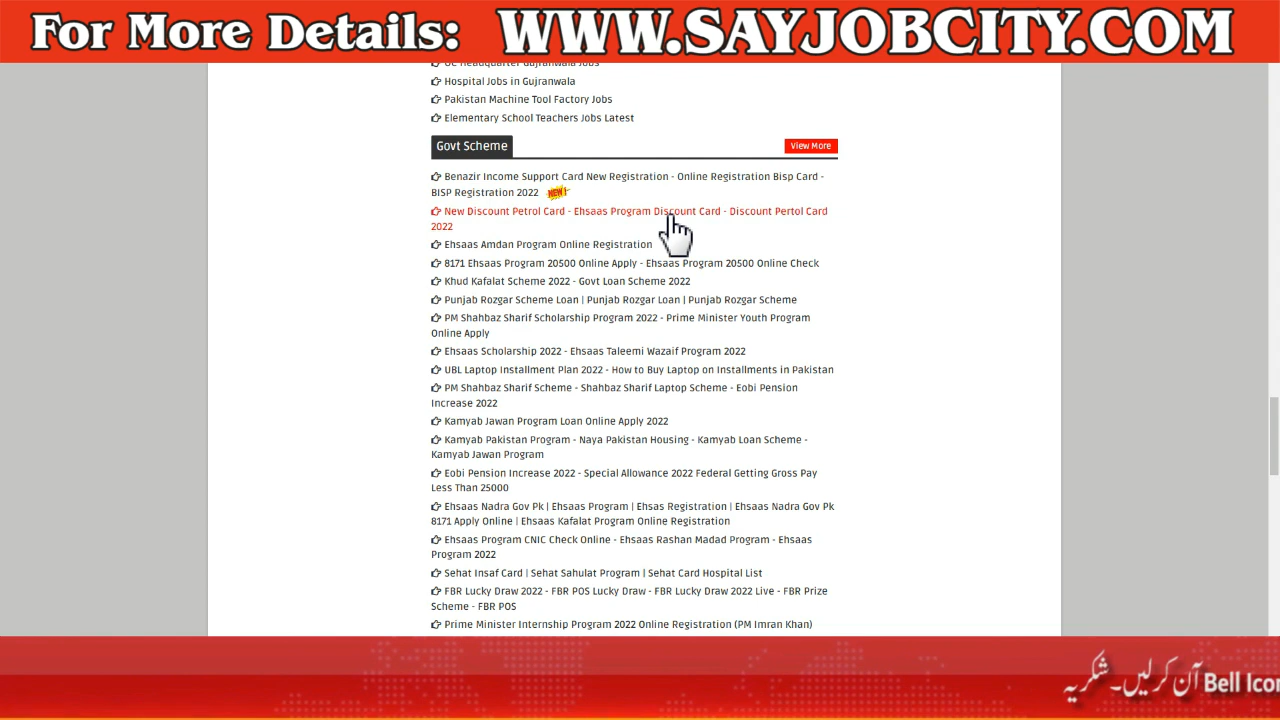 For More Details: WWW.SAYJOBCITY.COM
DC Headquarter Gujranwala Jobs
Hospital Jobs in Gujranwala
Pakistan Machine Tool Factory Jobs
Elementary School Teachers Jobs Latest
Govt Scheme
View More
Benazir Income Support Card New Registration - Online Registration Bisp Card -
BISP Registration 2022 NEW!
New Discount Petrol Card - Ehsaas Program Discount Card - Discount Pertol Card
2022
Ehsaas Amdan Program Online Registration
8171 Ehsaas Program 20500 Online Apply - Ehsaas Program 20500 Online Check
Khud Kafalat Scheme 2022 - Govt Loan Scheme 2022
Punjab Rozgar Scheme Loan | Punjab Rozgar Loan | Punjab Rozgar Scheme
PM Shahbaz Sharif Scholarship Program 2022 - Prime Minister Youth Program
Online Apply
Ehsaas Scholarship 2022 - Ehsaas Taleemi Wazaif Program 2022
UBL Laptop Installment Plan 2022 - How to Buy Laptop on Installments in Pakistan
PM Shahbaz Sharif Scheme - Shahbaz Sharif Laptop Scheme - Eobi Pension
Increase 2022
Kamyab Jawan Program Loan Online Apply 2022
Kamyab Pakistan Program - Naya Pakistan Housing - Kamyab Loan Scheme -
Kamyab Jawan Program
Eobi Pension Increase 2022 - Special Allowance 2022 Federal Getting Gross Pay
Less Than 25000
Ehsaas Nadra Gov Pk | Ehsaas Program | Ehsas Registration | Ehsaas Nadra Gov Pk
8171 Apply Online | Ehsaas Kafalat Program Online Registration
Ehsaas Program CNIC Check Online - Ehsaas Rashan Madad Program - Ehsaas
Program 2022
Sehat Insaf Card | Sehat Sahulat Program | Sehat Card Hospital List
FBR Lucky Draw 2022 - FBR POS Lucky Draw - FBR Lucky Draw 2022 Live - FBR Prize
Scheme - FBR POS
Prime Minister Internship Program 2022 Online Registration (PM Imran Khan)
Bell Icon آن کرلیں۔شکریہ